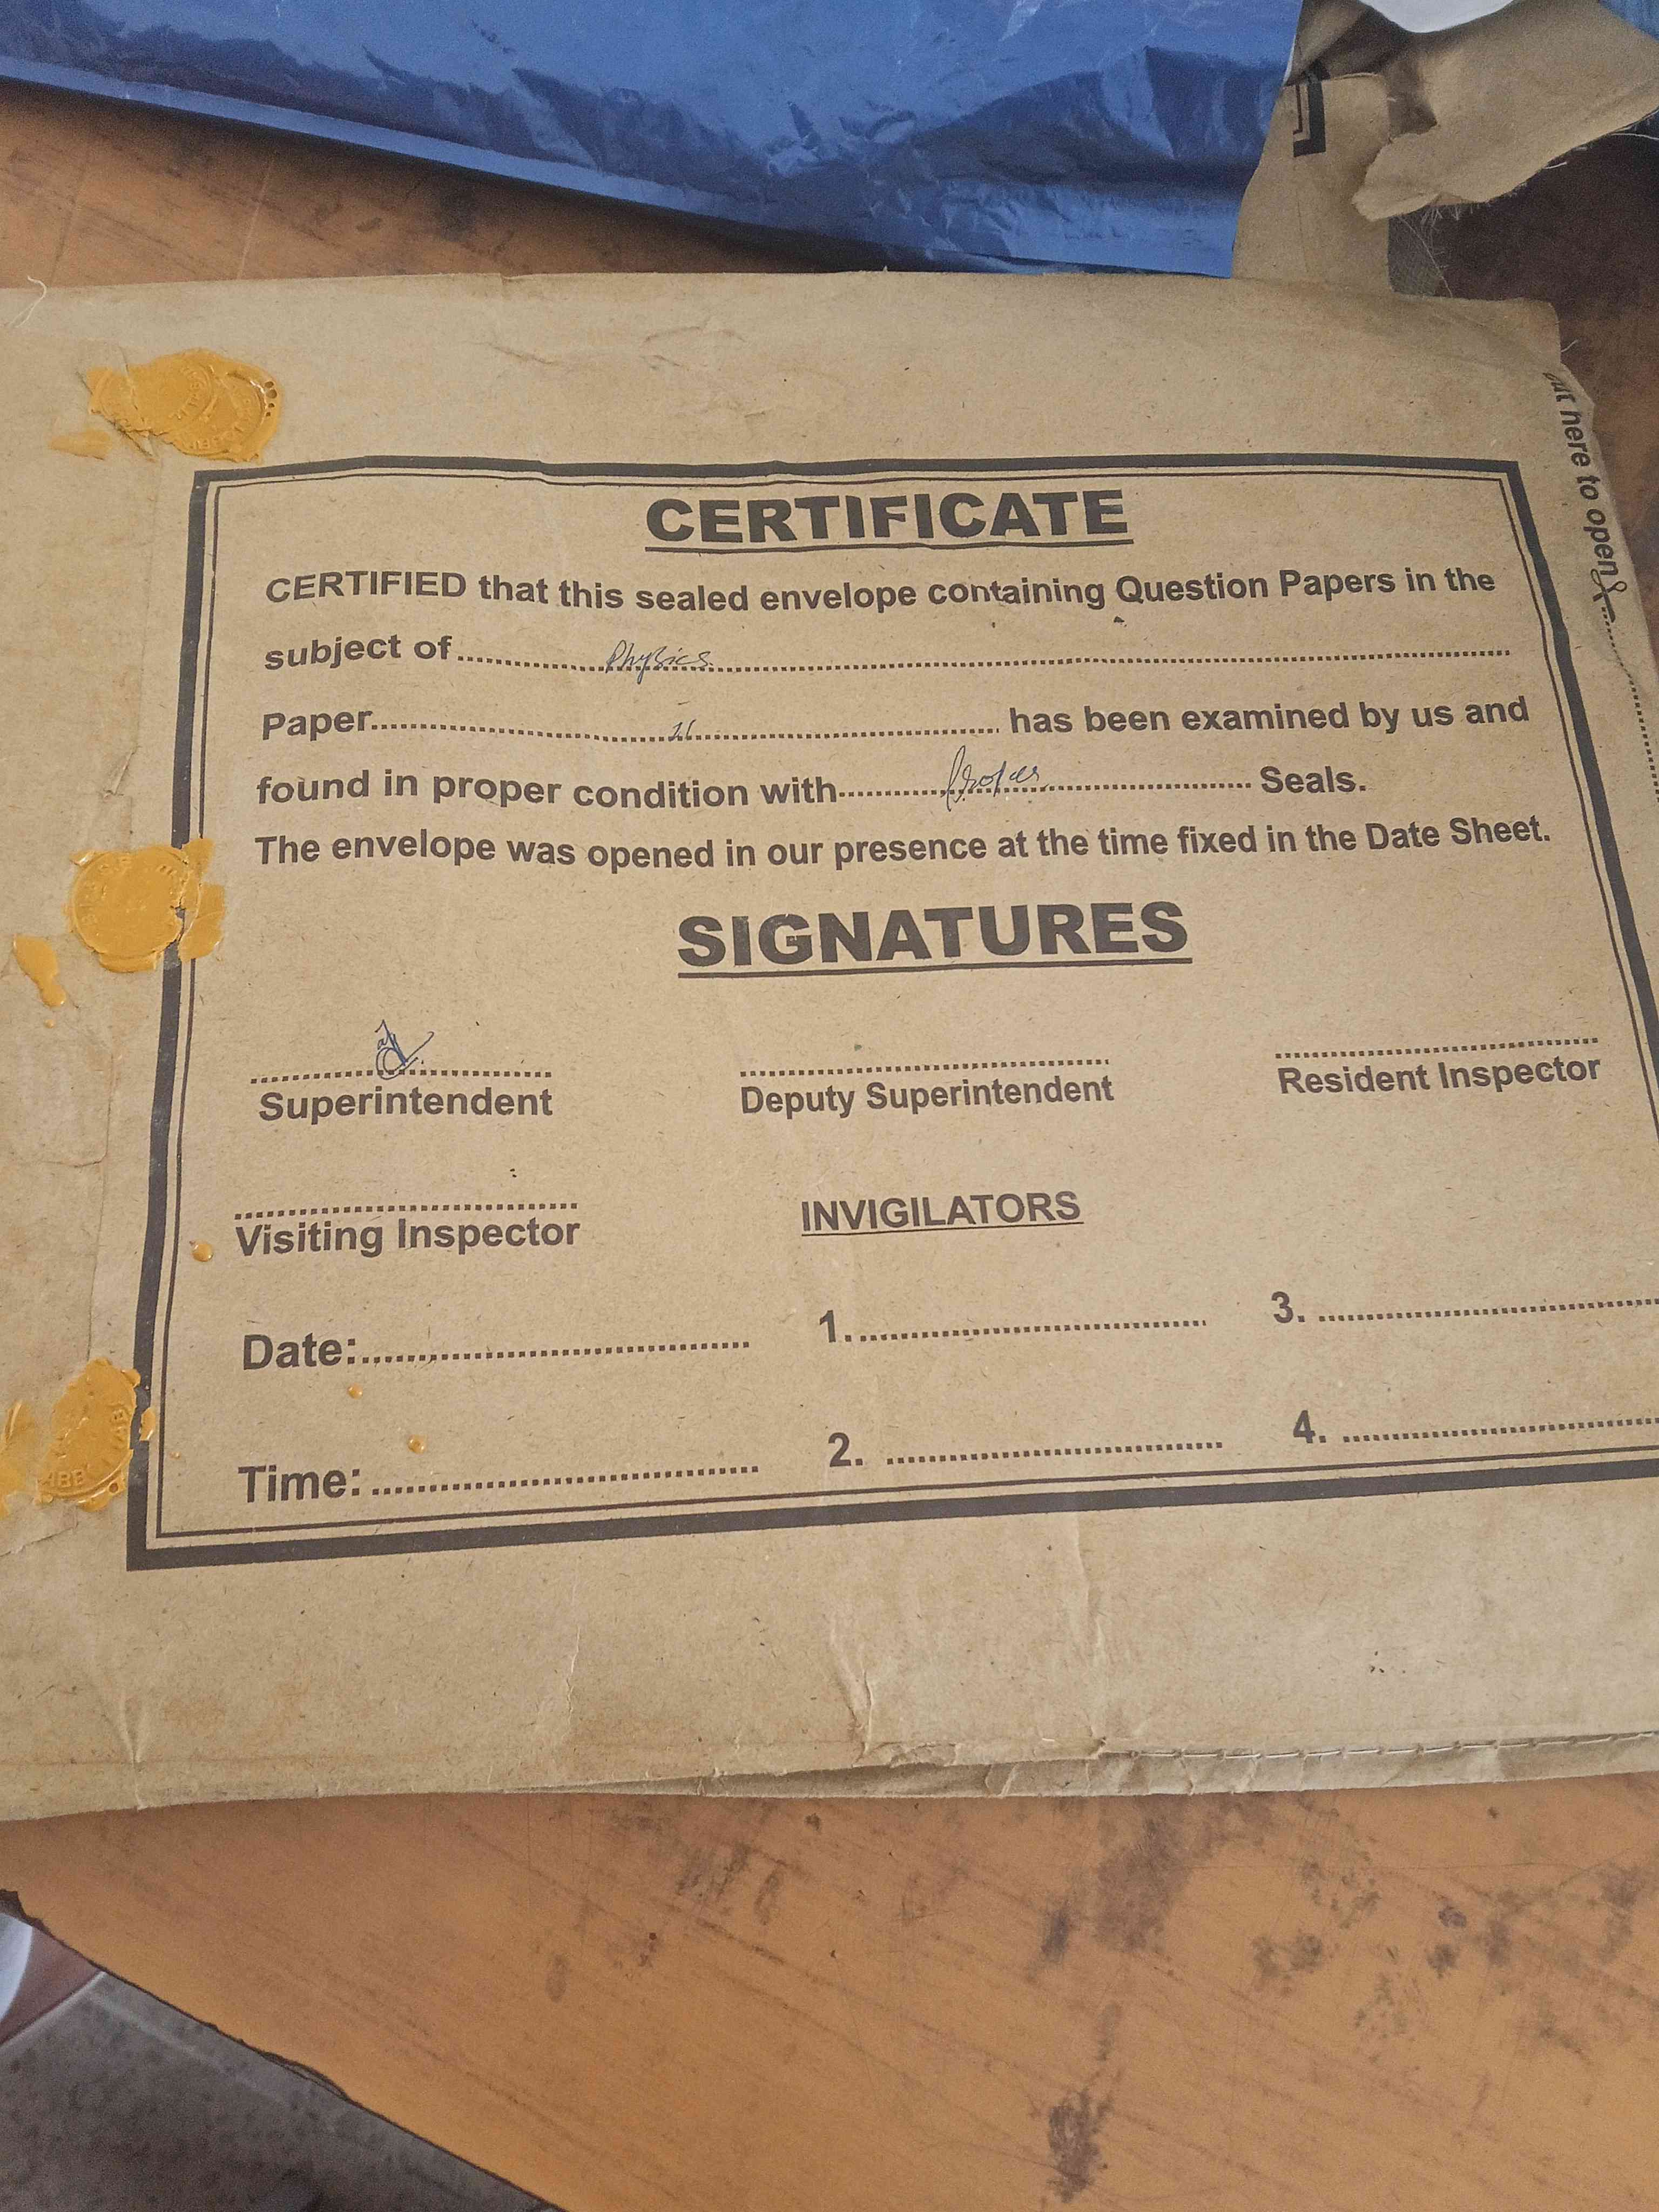 CERTIFICATE
CERTIFIED that this sealed envelope containing Question Papers in the
subject of Physics
Paper 11 has been examined by us and
found in proper condition with Proper Seals.
The envelope was opened in our presence at the time fixed in the Date Sheet.
SIGNATURES
Superintendent Deputy Superintendent Resident Inspector
Visiting Inspector INVIGILATORS
Date: 1. 3.
Time: 2. 4.
here to open